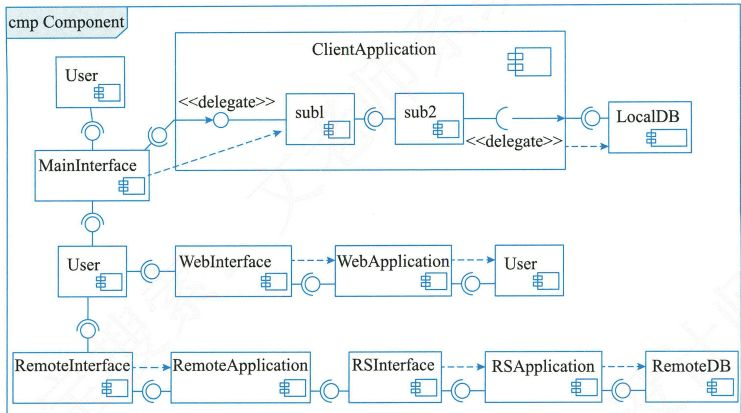 cmp Component
ClientApplication
User
<<delegate>>
sub1
sub2
LocalDB
<<delegate>>
MainInterface
User
WebInterface
WebApplication
User
RemoteInterface
RemoteApplication
RSInterface
RSApplication
RemoteDB